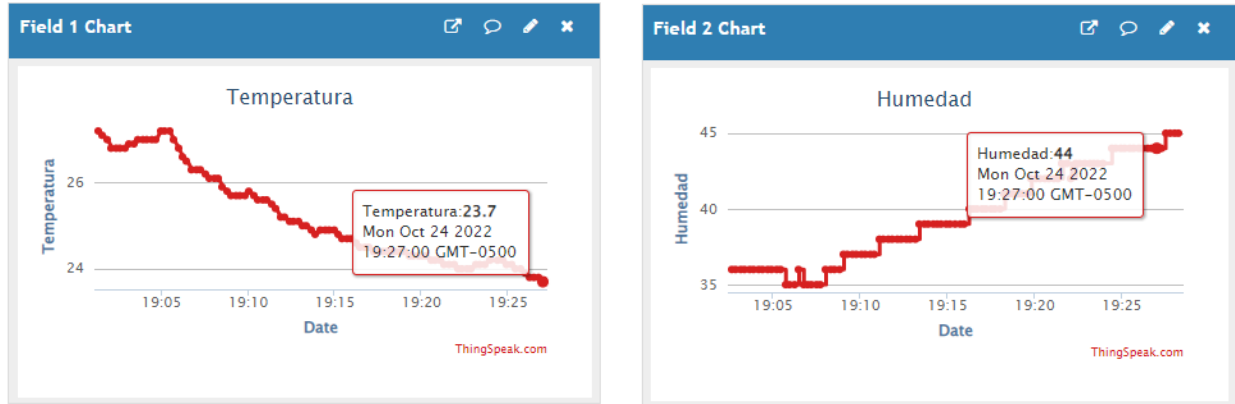 Field 1 Chart
Temperatura
Temperatura
26
24
Temperatura:23.7
Mon Oct 24 2022
19:27:00 GMT-0500
19:05 19:10 19:15 19:20 19:25
Date
ThingSpeak.com
Field 2 Chart
Humedad
Humedad
45
40
35
Humedad:44
Mon Oct 24 2022
19:27:00 GMT-0500
19:05 19:10 19:15 19:20 19:25
Date
ThingSpeak.com